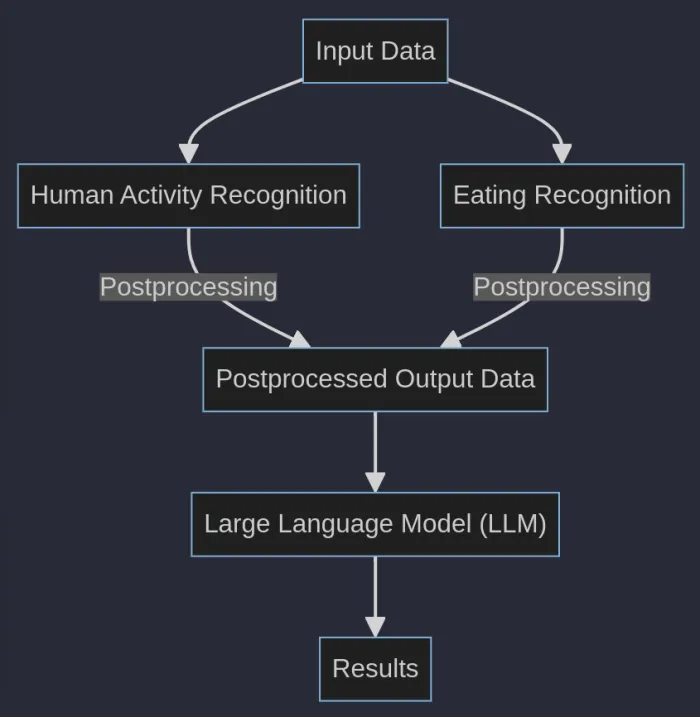 Input Data
Human Activity Recognition
Eating Recognition
Postprocessing
Postprocessing
Postprocessed Output Data
Large Language Model (LLM)
Results